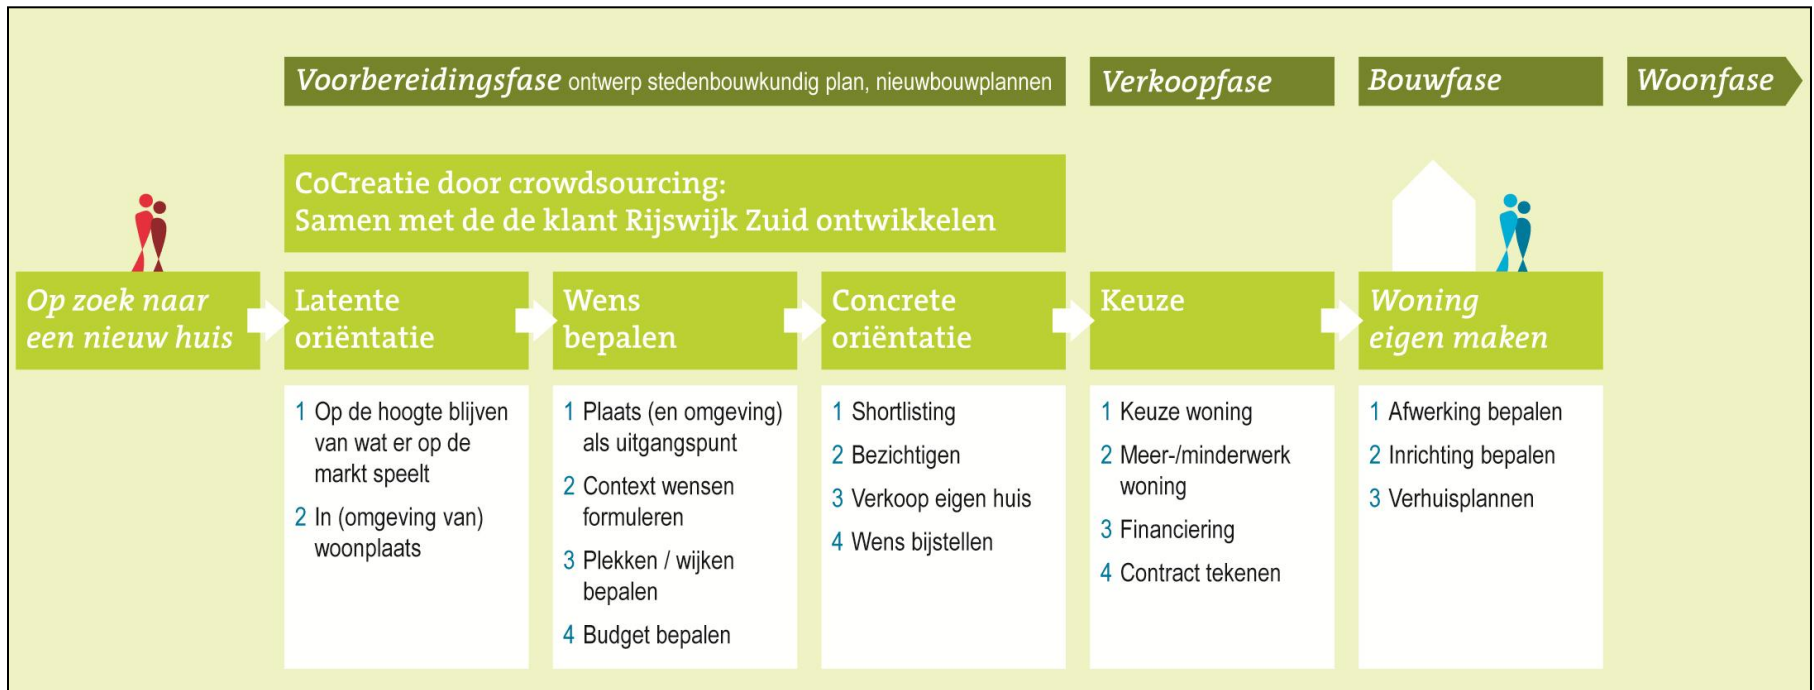 Voorbereidingsfase ontwerp stedenbouwkundig plan, nieuwbouwplannen
Verkoopfase
Bouwfase
Woonfase
CoCreatie door crowdsourcing:
Samen met de de klant Rijswijk Zuid ontwikkelen
Op zoek naar
een nieuw huis
Latente
oriëntatie
Wens
bepalen
Concrete
oriëntatie
Keuze
Woning
eigen maken
1 Op de hoogte blijven
van wat er op de
markt speelt
2 In (omgeving van)
woonplaats
1 Plaats (en omgeving)
als uitgangspunt
2 Context wensen
formuleren
3 Plekken / wijken
bepalen
4 Budget bepalen
1 Shortlisting
2 Bezichtigen
3 Verkoop eigen huis
4 Wens bijstellen
1 Keuze woning
2 Meer-/minderwerk
woning
3 Financiering
4 Contract tekenen
1 Afwerking bepalen
2 Inrichting bepalen
3 Verhuisplannen